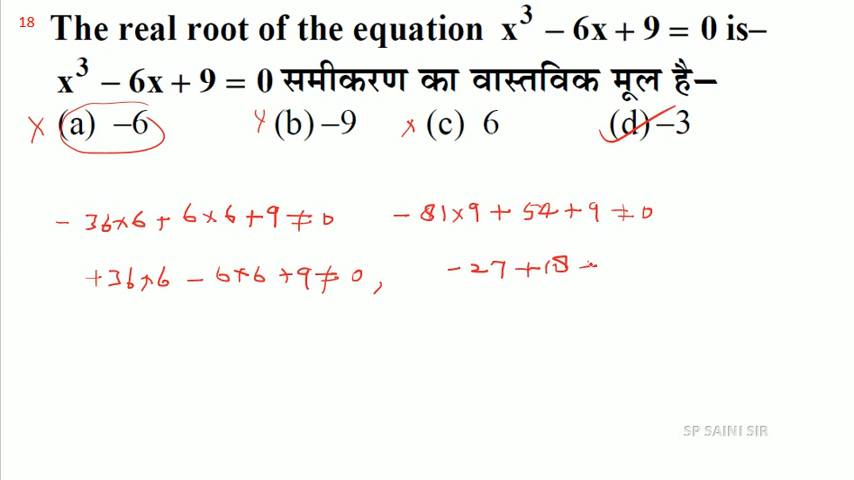 18 The real root of the equation x³ − 6x + 9 = 0 is–
x³ − 6x + 9 = 0 समीकरण का वास्तविक मूल है–
(a) –6 (b) –9 (c) 6 (d) –3
- 36×6 + 6×6 + 9 ≠ 0 - 81×9 + 54 + 9 ≠ 0
+36×6 - 6×6 + 9 ≠ 0, - 27 + 18
SP SAINI SIR